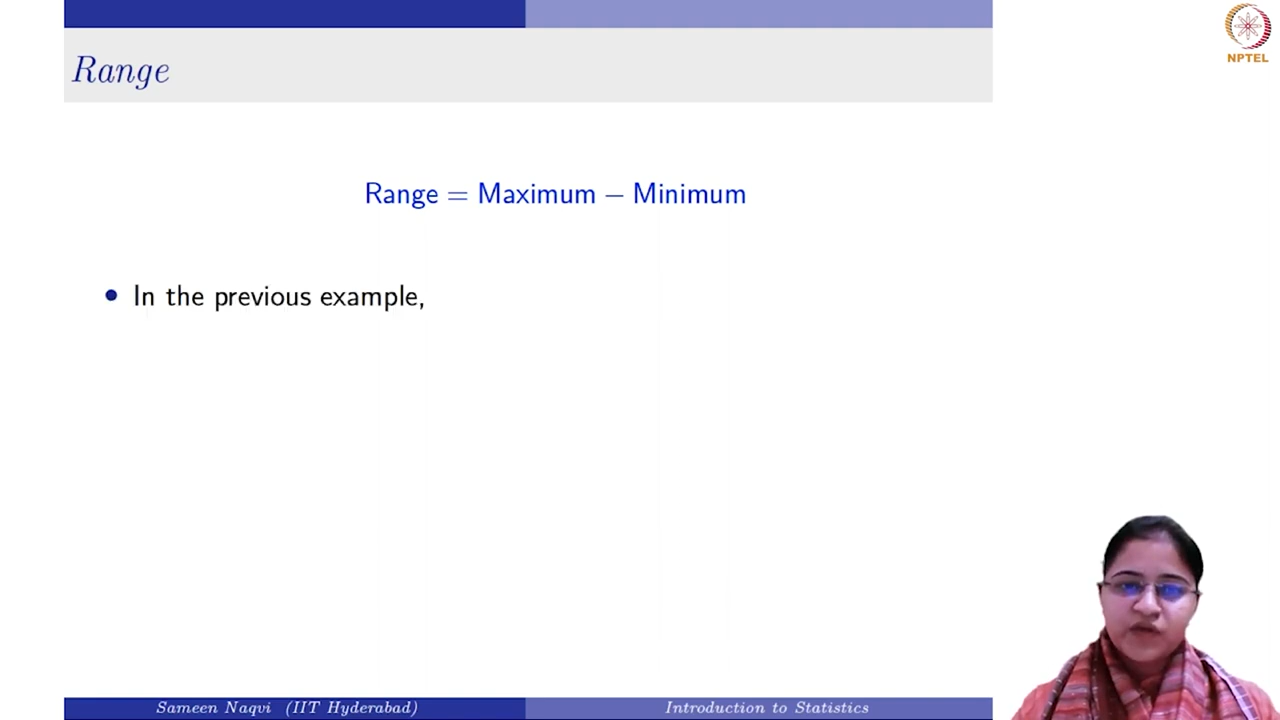 NPTEL
Range
Range = Maximum − Minimum
• In the previous example,
Sameen Naqvi (IIT Hyderabad)
Introduction to Statistics